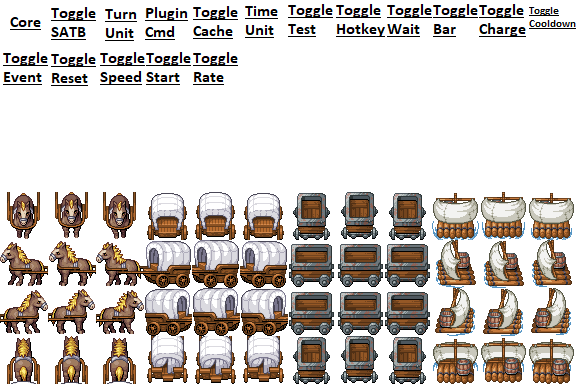 Core
Toggle SATB
Turn Unit
Plugin Cmd
Toggle Cache
Time Unit
Toggle Test
Toggle Hotkey
Toggle Wait
Toggle Bar
Toggle Charge
Toggle Cooldown
Toggle Event
Toggle Reset
Toggle Speed
Toggle Start
Toggle Rate